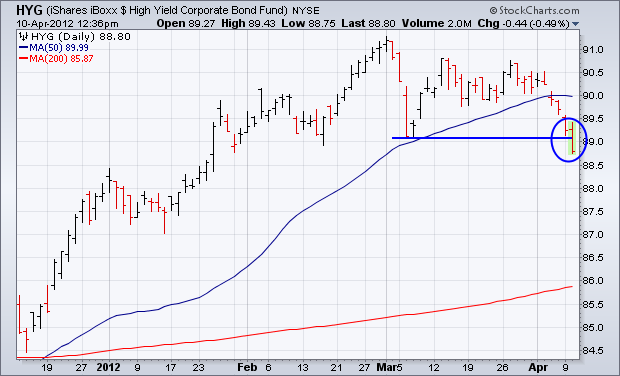 HYG (iShares iBoxx $ High Yield Corporate Bond Fund) NYSE © StockCharts.com
10-Apr-2012 12:36pm Open 89.27 High 89.43 Low 88.75 Last 88.80 Volume 2.0M Chg -0.44 (-0.49%)
HYG (Daily) 88.80
MA(50) 89.99
MA(200) 85.87
91.0
90.5
90.0
89.5
89.0
88.5
88.0
87.5
87.0
86.5
86.0
85.5
85.0
84.5
19 27 2012 9 17 23 Feb 6 13 21 27 Mar 5 12 19 26 Apr 9